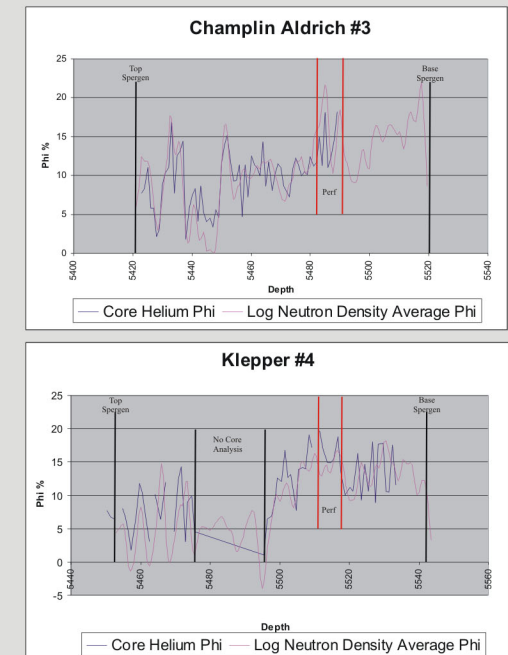 Champlin Aldrich #3
25
20
15
10
5
0
Phi %
Top
Spergen
Base
Spergen
Perf
5400
5420
5440
5460
5480
5500
5520
5540
Depth
Core Helium Phi
Log Neutron Density Average Phi
Klepper #4
25
20
15
10
5
0
-5
Phi %
Top
Spergen
No Core
Analysis
Base
Spergen
Perf
5440
5460
5480
5500
5520
5540
5560
Depth
Core Helium Phi
Log Neutron Density Average Phi